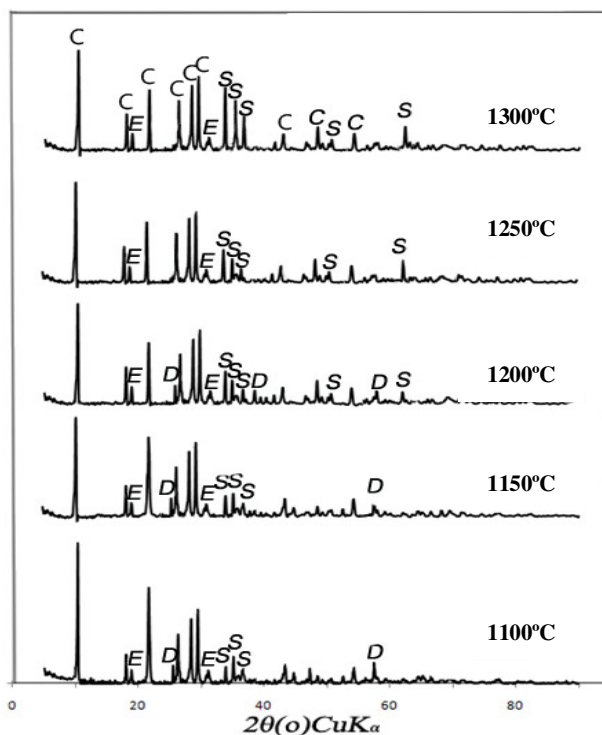 C C C C C C E E S S S C C S C S 1300ºC
E E S S S S S 1250ºC
E D E S S S D S D S 1200ºC
E D E S S S D 1150ºC
E D E S S S D 1100ºC
0 20 40 60 80
2θ(o)CuKα